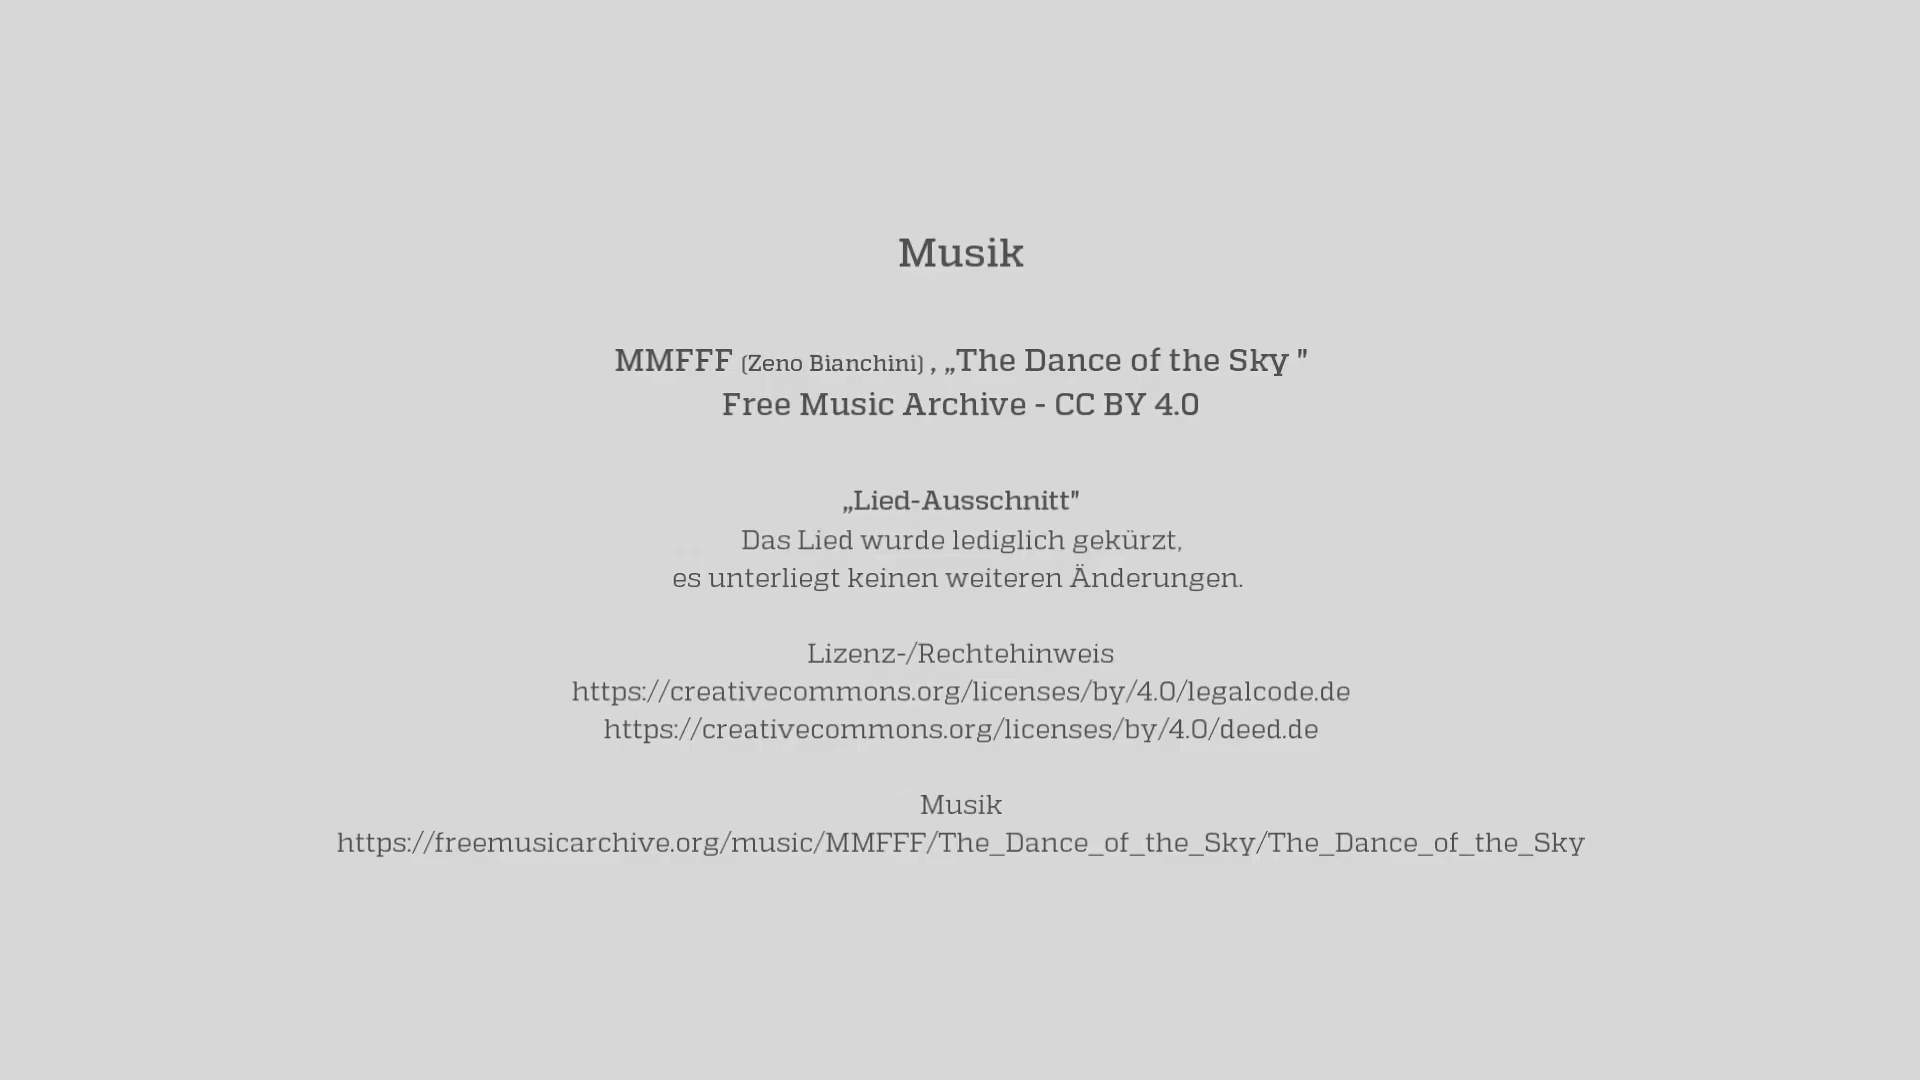 Musik
MMFFF (Zeno Bianchini) , „The Dance of the Sky "
Free Music Archive - CC BY 4.0
„Lied-Ausschnitt"
Das Lied wurde lediglich gekürzt,
es unterliegt keinen weiteren Änderungen.
Lizenz-/Rechtehinweis
https://creativecommons.org/licenses/by/4.0/legalcode.de
https://creativecommons.org/licenses/by/4.0/deed.de
Musik
https://freemusicarchive.org/music/MMFFF/The_Dance_of_the_Sky/The_Dance_of_the_Sky